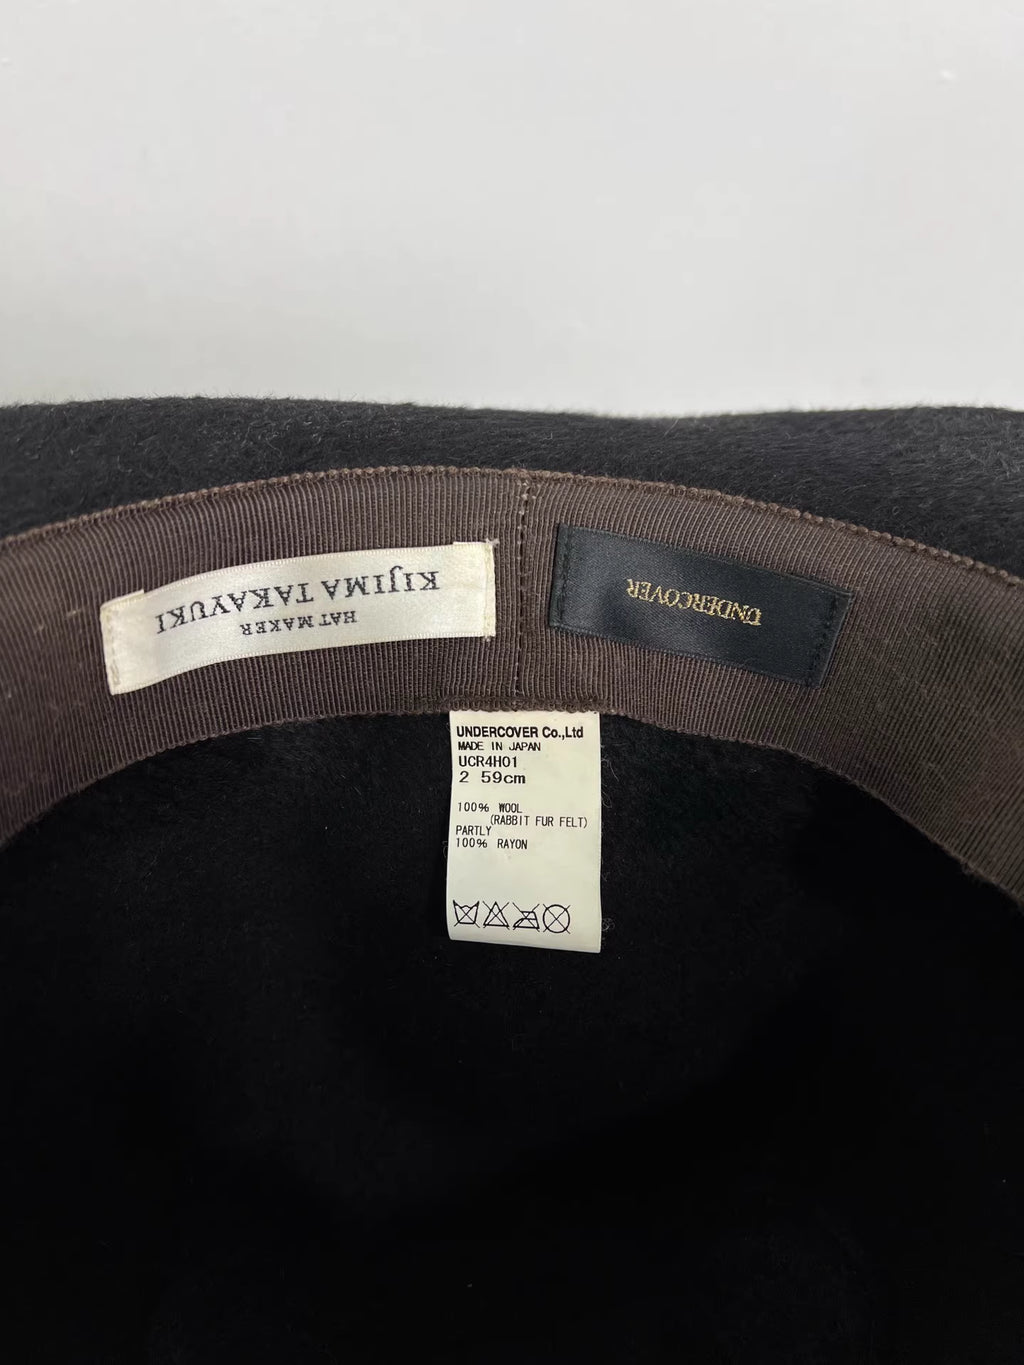 HAT MAKER
KIJIMA TAKAYUKI
UNDERCOVER
UNDERCOVER Co.,Ltd
MADE IN JAPAN
UCR4H01
2 59cm
100% WOOL
(RABBIT FUR FELT)
PARTLY
100% RAYON